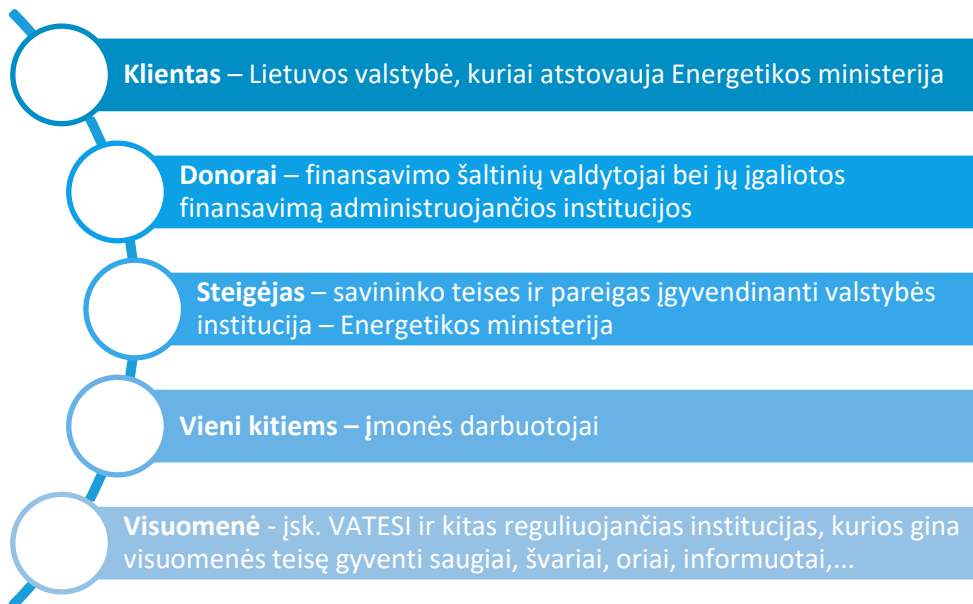 Klientas – Lietuvos valstybė, kuriai atstovauja Energetikos ministerija
Donorai – finansavimo šaltinių valdytojai bei jų įgaliotos
finansavimą administruojančios institucijos
Steigėjas – savininko teises ir pareigas įgyvendinanti valstybės
institucija – Energetikos ministerija
Vieni kitiems – įmonės darbuotojai
Visuomenė - įsk. VATESI ir kitas reguliuojančias institucijas, kurios gina
visuomenės teisę gyventi saugiai, švariai, oriai, informuotai,...